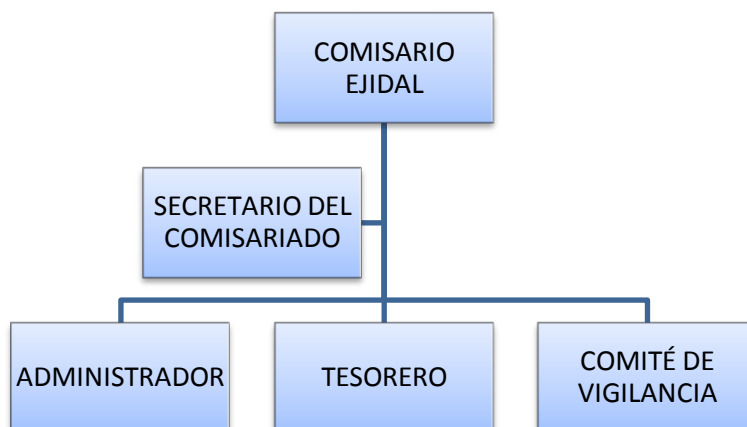 COMISARIO
EJIDAL
SECRETARIO DEL
COMISARIADO
ADMINISTRADOR
TESORERO
COMITÉ DE
VIGILANCIA